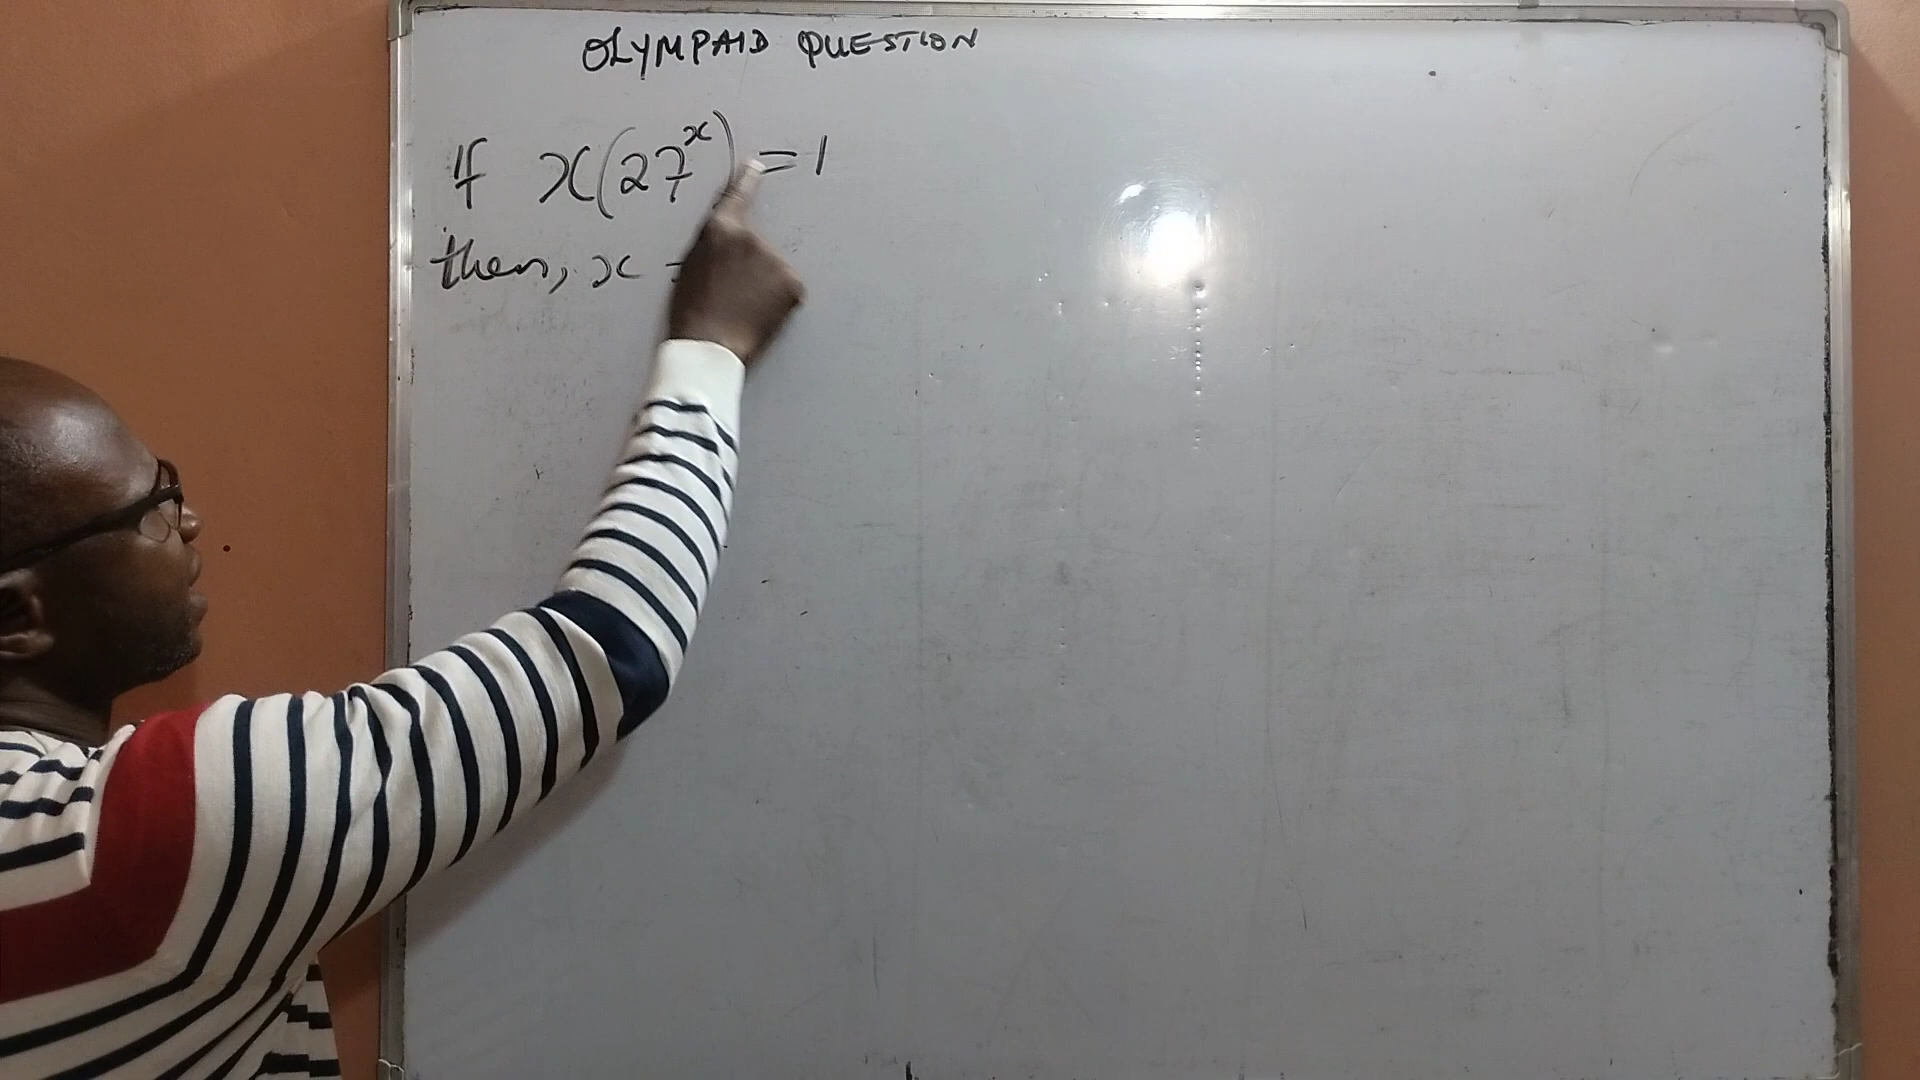 OLYMPAID QUESTION
If x(27^x) = 1
then, x =